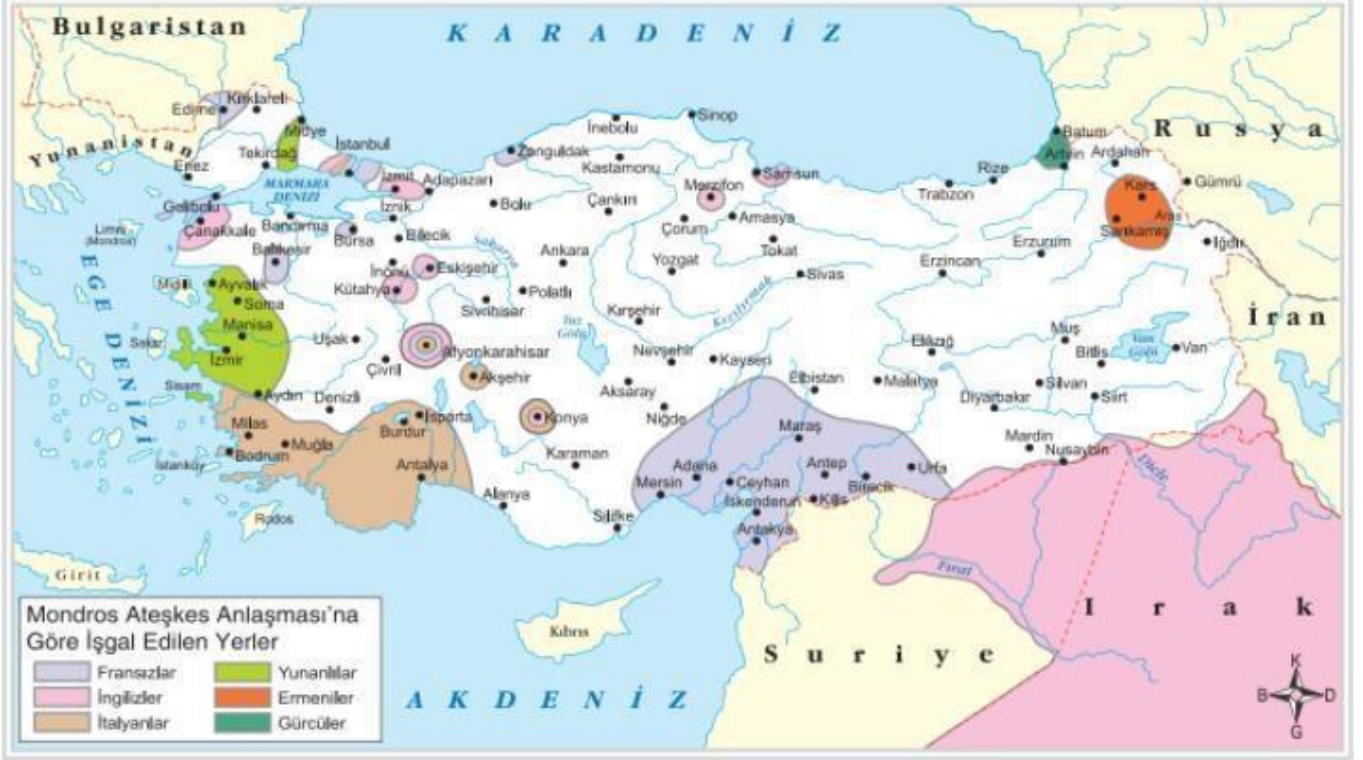 Bulgaristan
KARADENİZ
Rusya
Yunanistan
Edirne
Kırklareli
Midye
İstanbul
Tekirdağ
Enez
MARMARA
DENİZİ
İzmit
Adapazarı
Zonguldak
İnebolu
Sinop
Kastamonu
Samsun
Merzifon
Trabzon
Rize
Batum
Artvin
Ardahan
Kars
Gümrü
Aras
Sarıkamış
Iğdır
Gelibolu
Çanakkale
Limni
(Mondros)
Bandırma
Balıkesir
İznik
Bursa
Bilecik
Bolu
Çankırı
Çorum
Amasya
Tokat
Erzurum
Erzincan
Sakarya
Ankara
Yozgat
Sivas
İnönü
Eskişehir
Kütahya
Polatlı
Sivrihisar
Kırşehir
Kızılırmak
EGE DENİZİ
Midilli
Ayvalık
Soma
Manisa
İzmir
Sakız
Sisam
Uşak
Afyonkarahisar
Çivril
Akşehir
Tuz
Gölü
Nevşehir
Kayseri
Aksaray
Niğde
Elazığ
Muş
Bitlis
Van
Gölü
Van
İran
Elbistan
Malatya
Silvan
Diyarbakır
Siirt
Aydın
Denizli
Milas
Muğla
Bodrum
İstanköy
Isparta
Burdur
Antalya
Konya
Karaman
Alanya
Silifke
Maraş
Adana
Mersin
Ceyhan
İskenderun
Antakya
Antep
Kilis
Birecik
Urfa
Mardin
Nusaybin
Dicle
Fırat
Rodos
Girit
Kıbrıs
Suriye
Irak
AKDENİZ
Mondros Ateşkes Anlaşması'na
Göre İşgal Edilen Yerler
Fransızlar
Yunanlılar
İngilizler
Ermeniler
İtalyanlar
Gürcüler
K
B
D
G